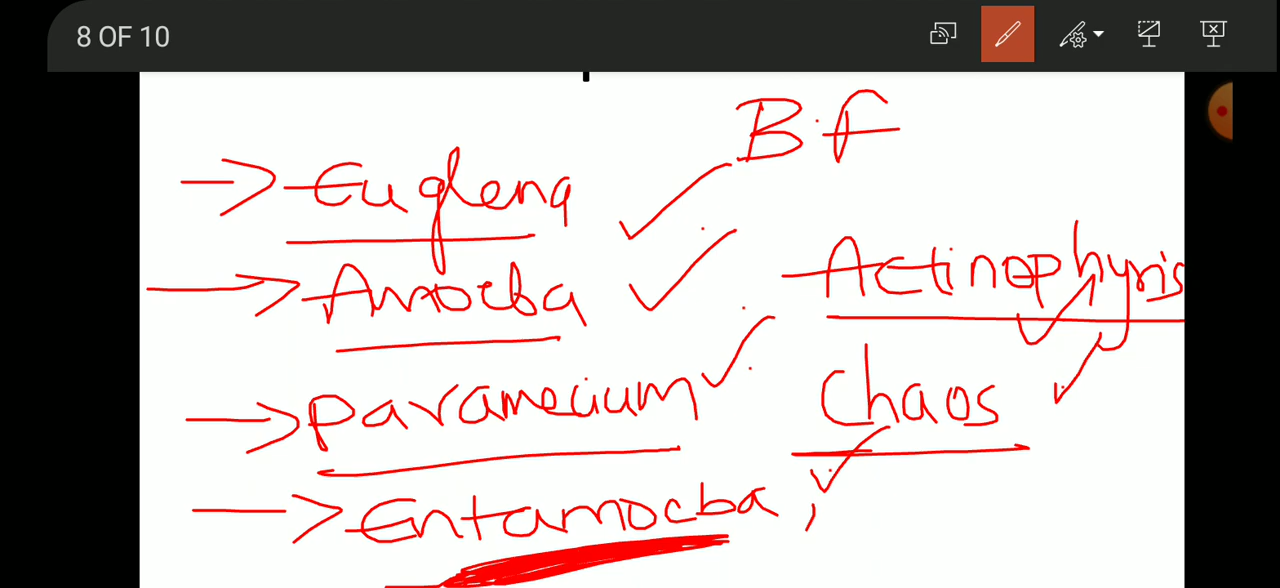 8 OF 10
B.f
→ Euglena
→ Amoeba
Actinophyris
→ paramecium
Chaos
→ Entamoeba,